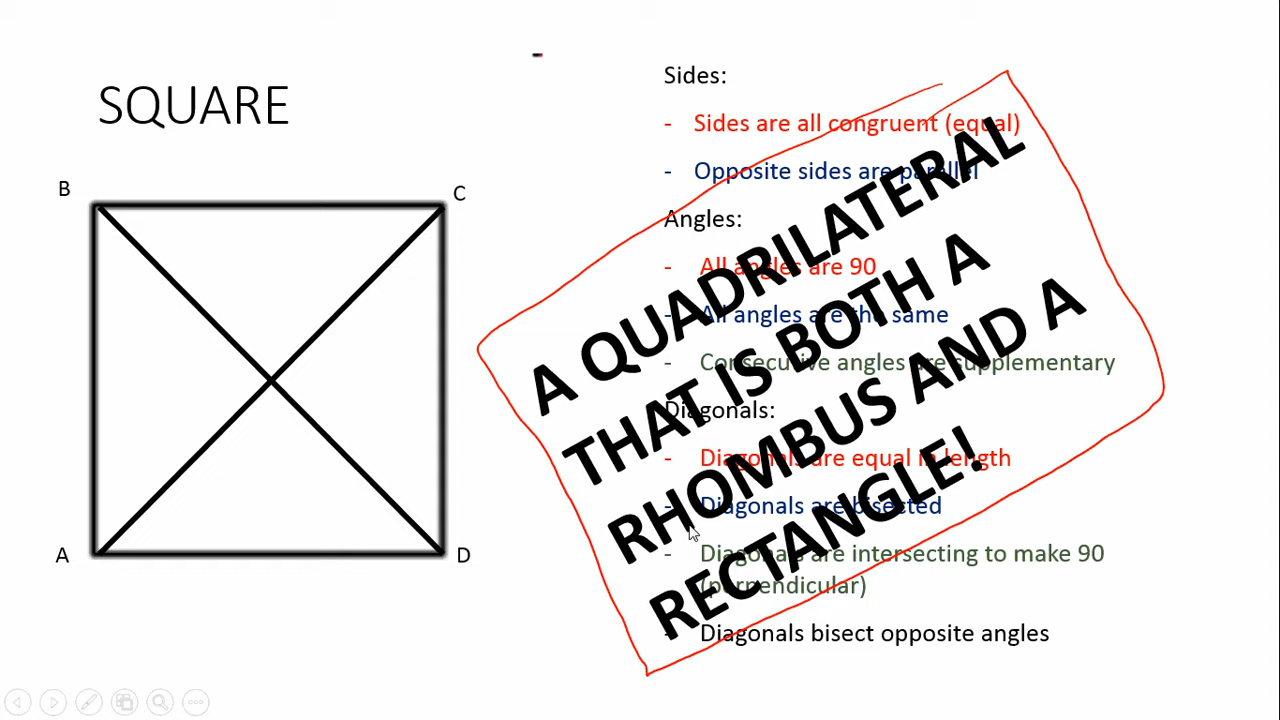 SQUARE
B
C
A
D
Sides:
- Sides are all congruent (equal)
- Opposite sides are parallel
Angles:
- All angles are 90
- All angles are the same
- Consecutive angles are supplementary
Diagonals:
- Diagonals are equal in length
- Diagonals are bisected
- Diagonals are intersecting to make 90
(perpendicular)
- Diagonals bisect opposite angles
A QUADRILATERAL
THAT IS BOTH A
RHOMBUS AND A
RECTANGLE!